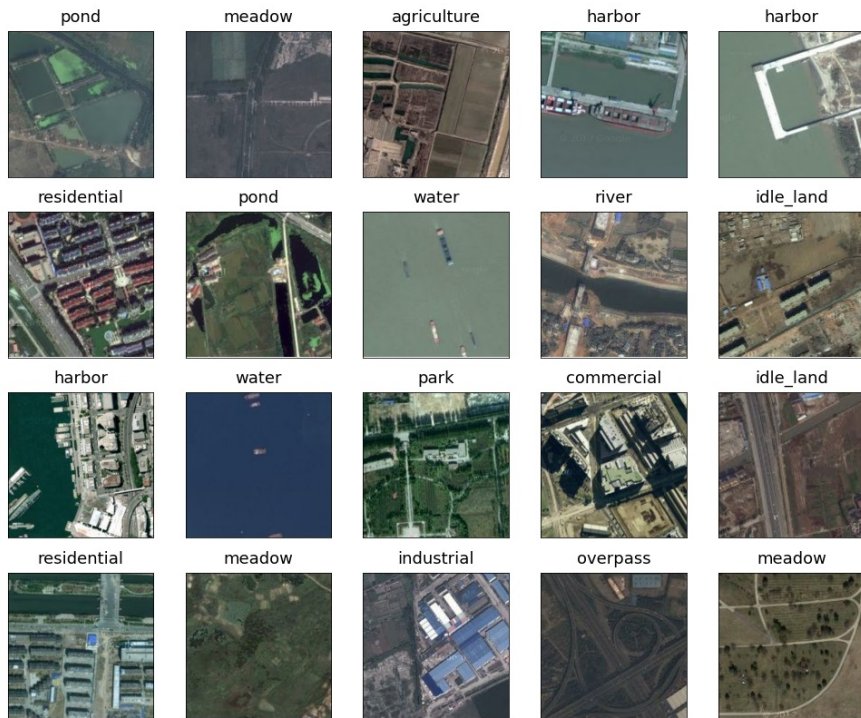 pond meadow agriculture harbor harbor
residential pond water river idle_land
harbor water park commercial idle_land
residential meadow industrial overpass meadow